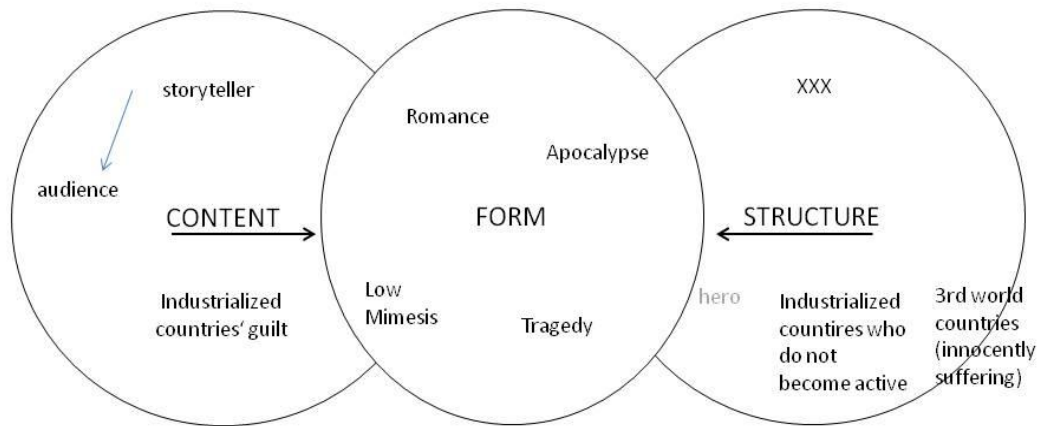 storyteller
audience
CONTENT
Industrialized
countries‘ guilt
Romance
Apocalypse
FORM
Low
Mimesis
Tragedy
XXX
STRUCTURE
hero
Industrialized
countires who
do not
become active
3rd world
countries
(innocently
suffering)